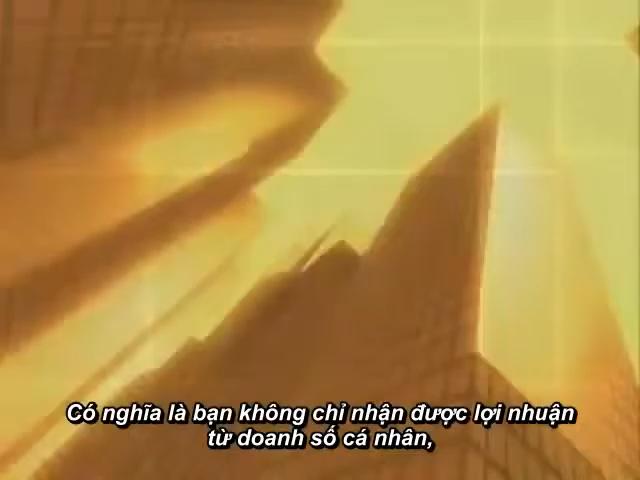 Có nghĩa là bạn không chỉ nhận được lợi nhuận
từ doanh số cá nhân,